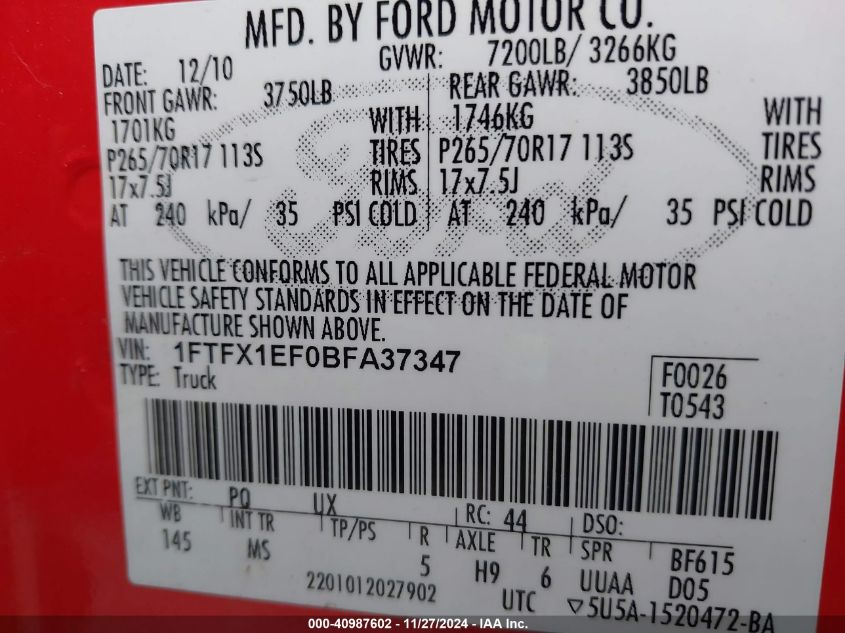 MFD. BY FORD MOTOR CO.
DATE: 12/10 GVWR: 7200LB/ 3266KG
FRONT GAWR: 3750LB REAR GAWR: 3850LB
1701KG WITH 1746KG WITH
P265/70R17 113S TIRES P265/70R17 113S TIRES
17x7.5J RIMS 17x7.5J RIMS
AT 240 kPa/ 35 PSI COLD AT 240 kPa/ 35 PSI COLD
Ford
THIS VEHICLE CONFORMS TO ALL APPLICABLE FEDERAL MOTOR
VEHICLE SAFETY STANDARDS IN EFFECT ON THE DATE OF
MANUFACTURE SHOWN ABOVE.
VIN: 1FTFX1EF0BFA37347
TYPE: Truck
F0026
T0543
EXT PNT: PQ UX RC: 44 DSO:
WB INT TR TP/PS R AXLE TR SPR BF615
145 MS 5 H9 6 UUAA D05
2201012027902 UTC ▽5U5A-1520472-BA
000-40987602 - 11/27/2024 - IAA Inc.